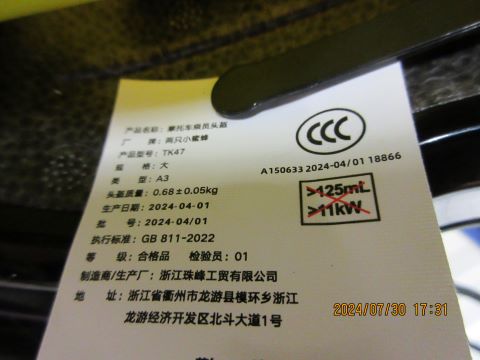 产品名称：摩托车乘员头盔
厂 牌：两只小蜜蜂
产品型号：TK47
规 格：大
类 型：A3
头盔质量：0.68±0.05kg
生产日期：2024-04-01
批 号：2024-04/01
执行标准：GB 811-2022
等 级：合格品 检验员：01
制造商/生产厂：浙江珠峰工贸有限公司
地 址：浙江省衢州市龙游县模环乡浙江
龙游经济开发区北斗大道1号
CCC
A150633 2024-04/01 18866
>125mL
>11kW
2024/07/30 17:31